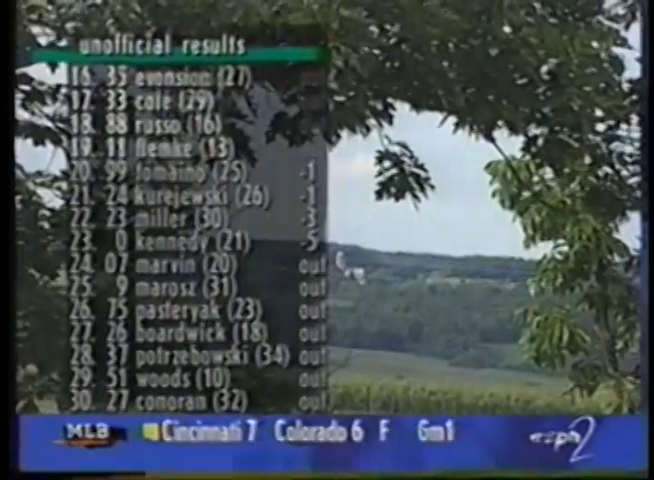 unofficial results
16. 35 evonsion (27)
17. 33 cole (29)
18. 88 russo (16)
19. 11 flemke (13)
20. 99 tomaino (25) -1
21. 24 kurejewski (26) -1
22. 23 miller (30) -3
23. 0 kennedy (21) -5
24. 07 marvin (20) out
25. 9 marosz (31) out
26. 75 pasteryak (23) out
27. 26 boardwick (18) out
28. 37 potrzebowski (34) out
29. 51 woods (10) out
30. 27 conoran (32) out
MLB Cincinnati 7 Colorado 6 F Gm1 espn2